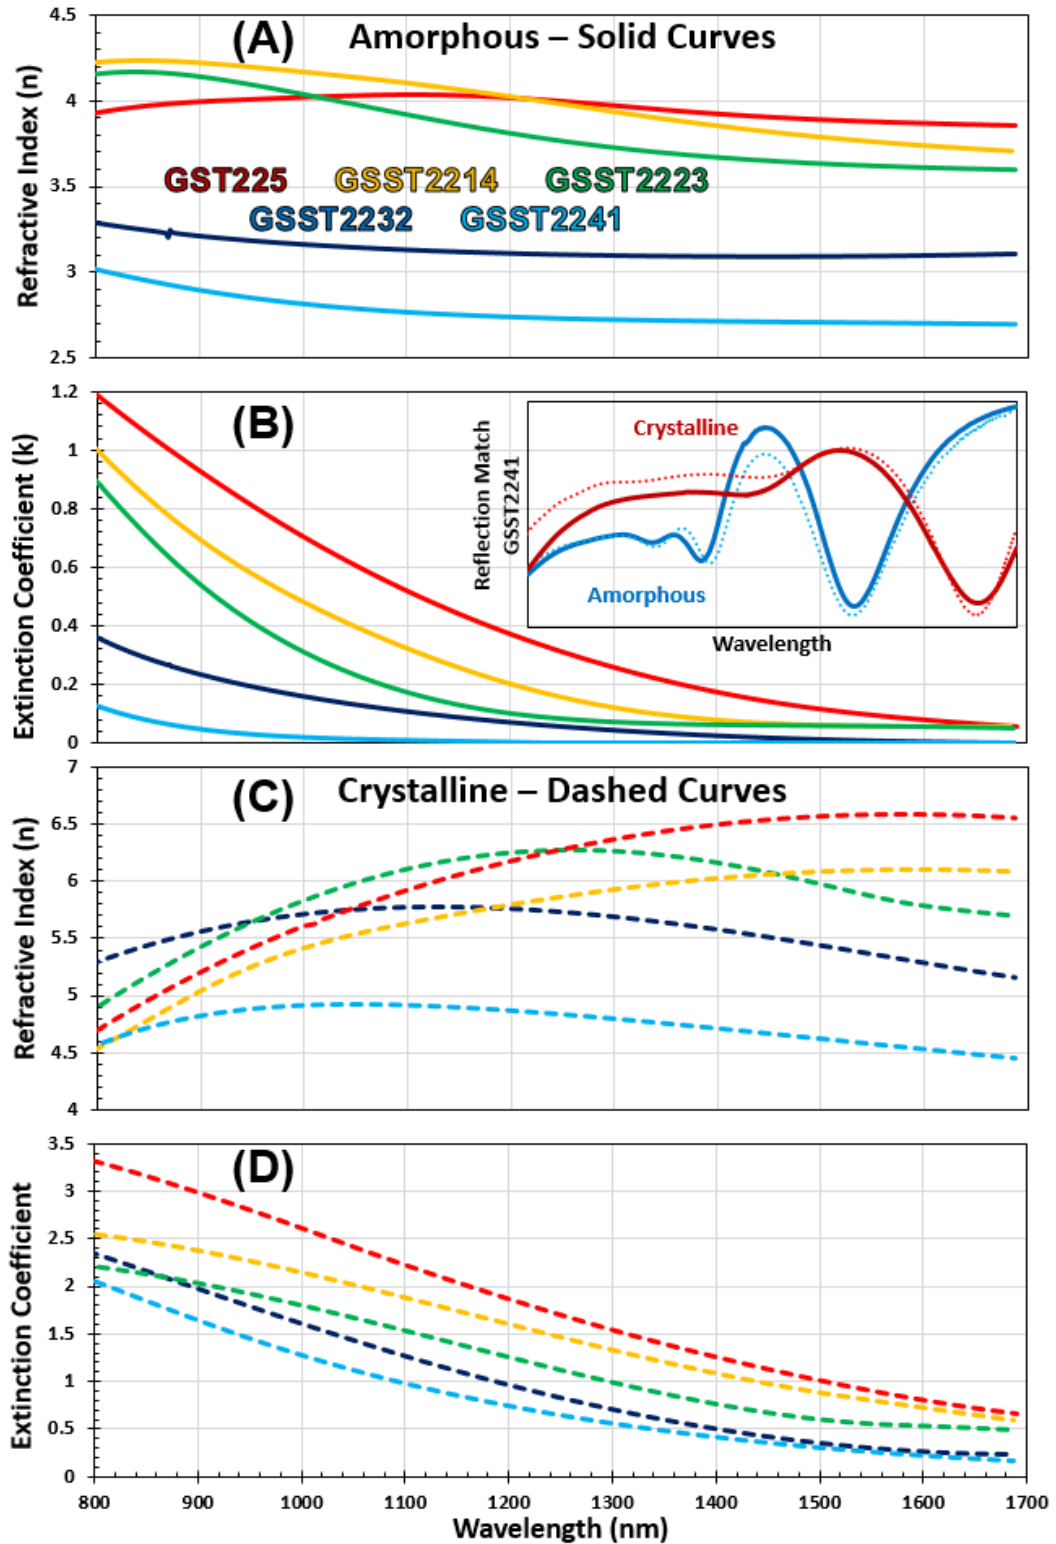 (A) Amorphous – Solid Curves
Refractive Index (n)
4.5
4
3.5
3
2.5
GST225 GSST2214 GSST2223
GSST2232 GSST2241
(B)
Extinction Coefficient (k)
1.2
1
0.8
0.6
0.4
0.2
0
Reflection Match
GSST2241
Crystalline
Amorphous
Wavelength
(C) Crystalline – Dashed Curves
Refractive Index (n)
7
6.5
6
5.5
5
4.5
4
(D)
Extinction Coefficient
3.5
3
2.5
2
1.5
1
0.5
0
800 900 1000 1100 1200 1300 1400 1500 1600 1700
Wavelength (nm)